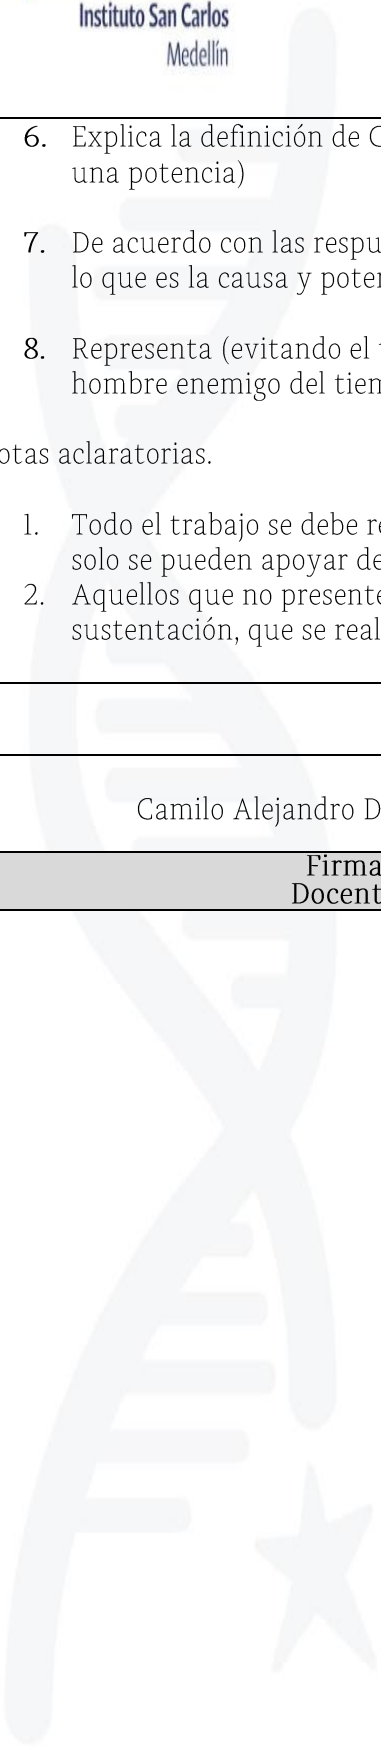 Instituto San Carlos
Medellín
6. Explica la definición de C
una potencia)
7. De acuerdo con las respu
lo que es la causa y poter
8. Representa (evitando el
hombre enemigo del tiem
otas aclaratorias.
1. Todo el trabajo se debe re
solo se pueden apoyar de
2. Aquellos que no presente
sustentación, que se real
Camilo Alejandro D
Firma
Docent